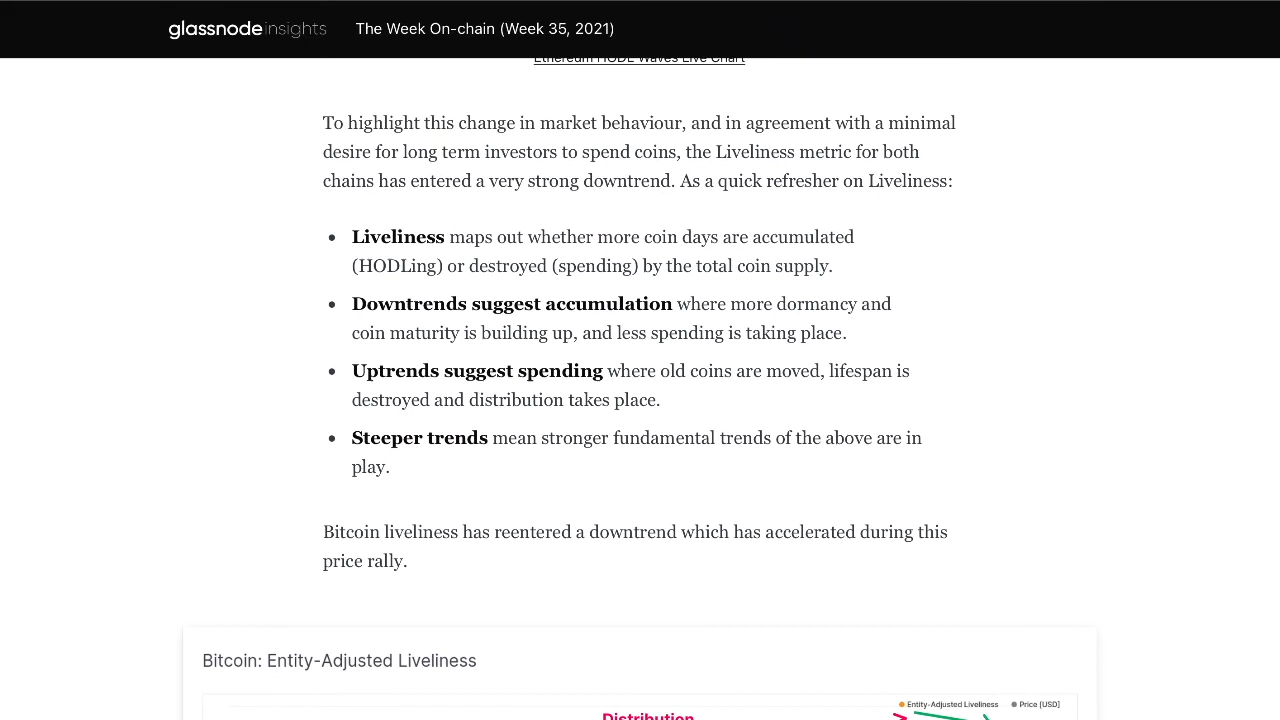 glassnode insights The Week On-chain (Week 35, 2021)
Ethereum HODL Waves Live Chart
To highlight this change in market behaviour, and in agreement with a minimal
desire for long term investors to spend coins, the Liveliness metric for both
chains has entered a very strong downtrend. As a quick refresher on Liveliness:
• Liveliness maps out whether more coin days are accumulated
(HODLing) or destroyed (spending) by the total coin supply.
• Downtrends suggest accumulation where more dormancy and
coin maturity is building up, and less spending is taking place.
• Uptrends suggest spending where old coins are moved, lifespan is
destroyed and distribution takes place.
• Steeper trends mean stronger fundamental trends of the above are in
play.
Bitcoin liveliness has reentered a downtrend which has accelerated during this
price rally.
Bitcoin: Entity-Adjusted Liveliness
Entity-Adjusted Liveliness Price [USD]
Distribution